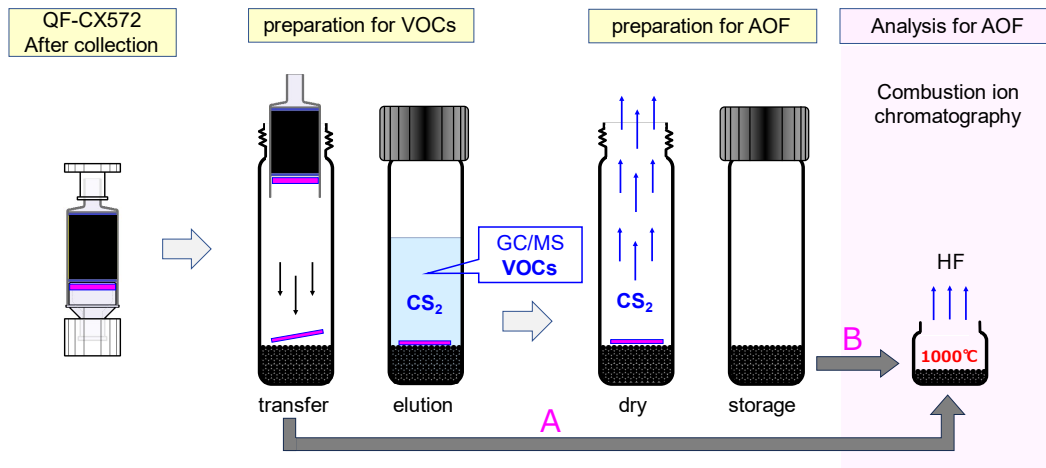 QF-CX572
After collection
preparation for VOCs
preparation for AOF
Analysis for AOF
Combustion ion
chromatography
GC/MS
VOCs
CS₂
CS₂
HF
1000℃
B
transfer
elution
dry
storage
A